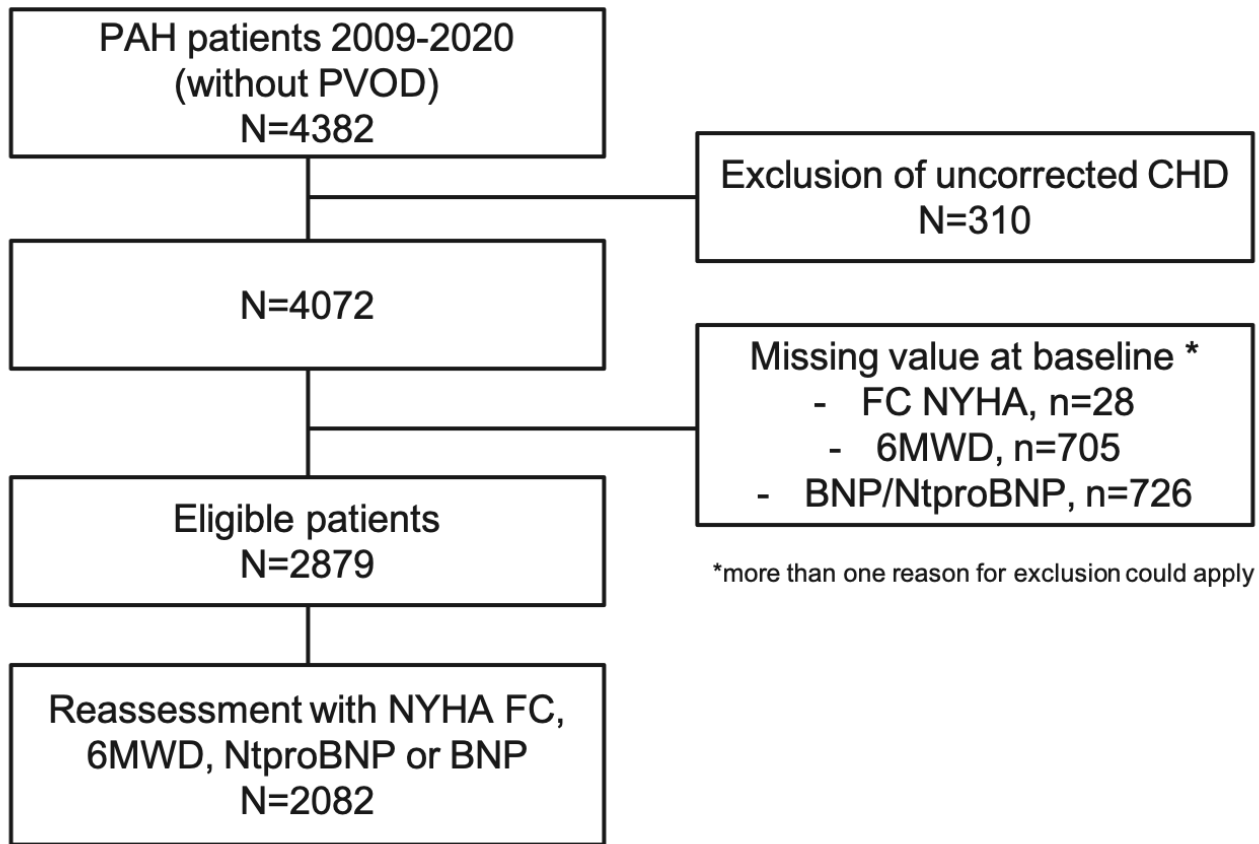 PAH patients 2009-2020
(without PVOD)
N=4382
Exclusion of uncorrected CHD
N=310
N=4072
Missing value at baseline *
- FC NYHA, n=28
- 6MWD, n=705
- BNP/NtproBNP, n=726
Eligible patients
N=2879
*more than one reason for exclusion could apply
Reassessment with NYHA FC,
6MWD, NtproBNP or BNP
N=2082